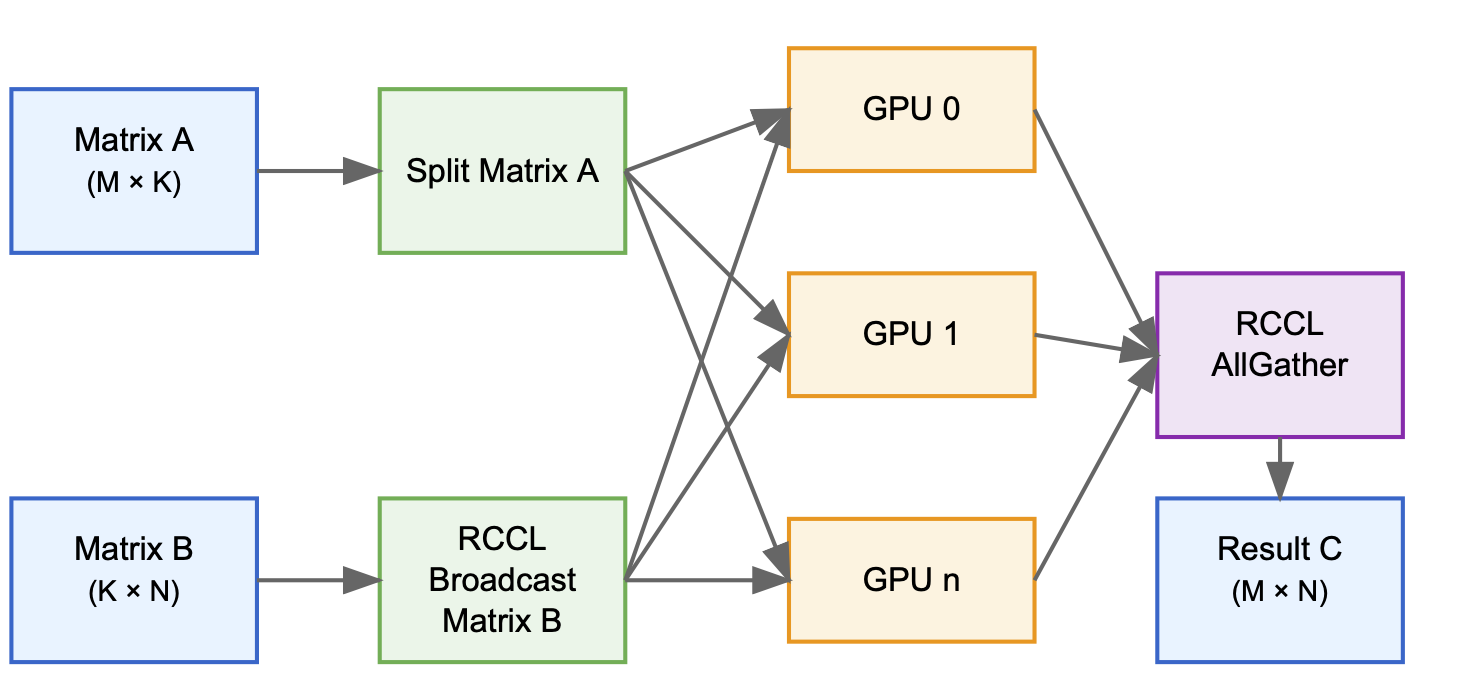 Matrix A
(M × K)
Split Matrix A
GPU 0
GPU 1
GPU n
Matrix B
(K × N)
RCCL
Broadcast
Matrix B
RCCL
AllGather
Result C
(M × N)